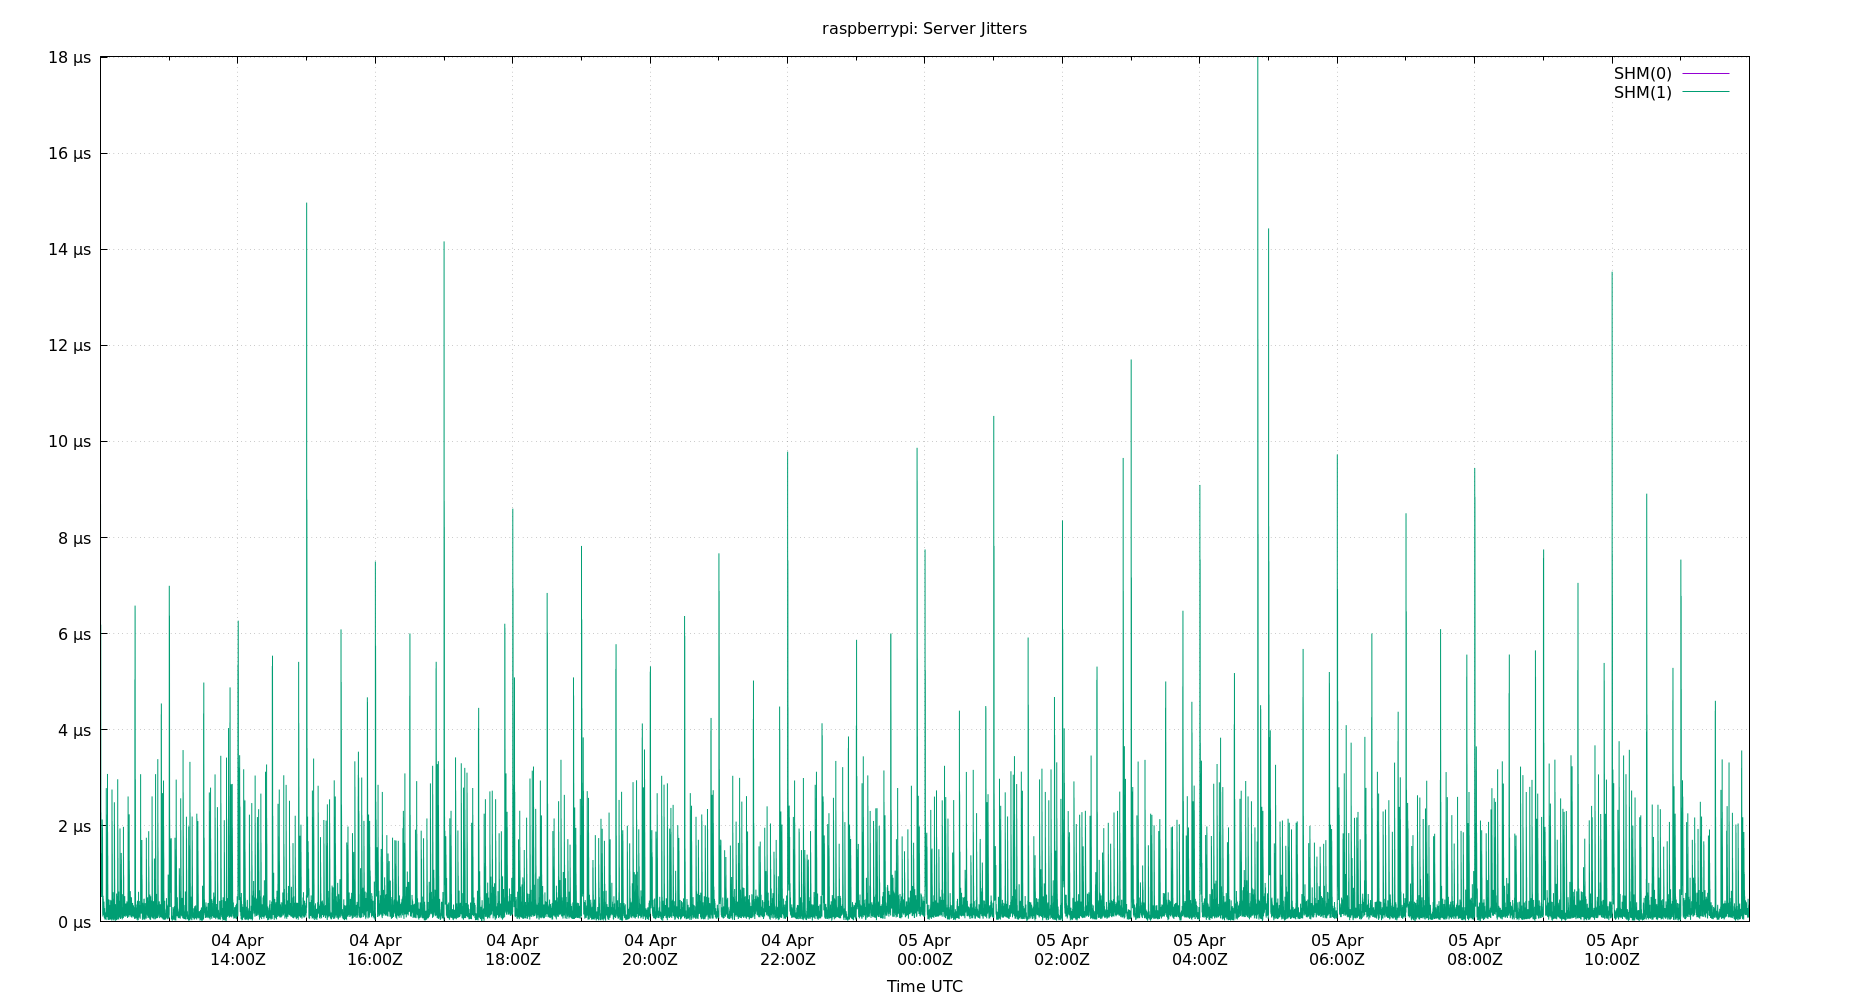 raspberrypi: Server Jitters
18 µs
16 µs
14 µs
12 µs
10 µs
8 µs
6 µs
4 µs
2 µs
0 µs
SHM(0)
SHM(1)
04 Apr 04 Apr 04 Apr 04 Apr 04 Apr 05 Apr 05 Apr 05 Apr 05 Apr 05 Apr 05 Apr
14:00Z 16:00Z 18:00Z 20:00Z 22:00Z 00:00Z 02:00Z 04:00Z 06:00Z 08:00Z 10:00Z
Time UTC